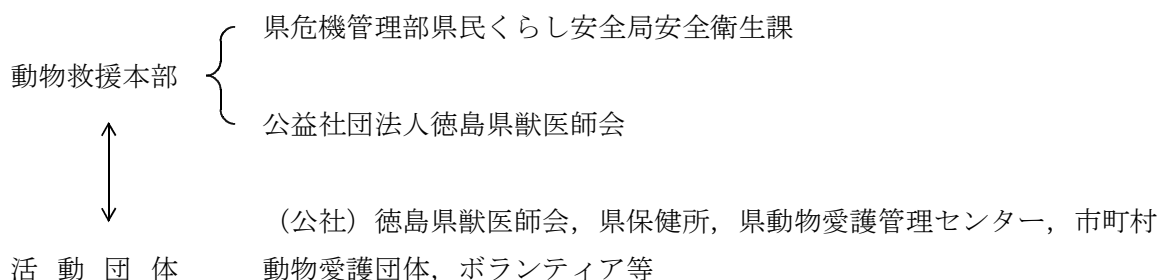 県危機管理部県民くらし安全局安全衛生課
動物救援本部
公益社団法人徳島県獣医師会
（公社）徳島県獣医師会，県保健所，県動物愛護管理センター，市町村
活動団体 動物愛護団体，ボランティア等